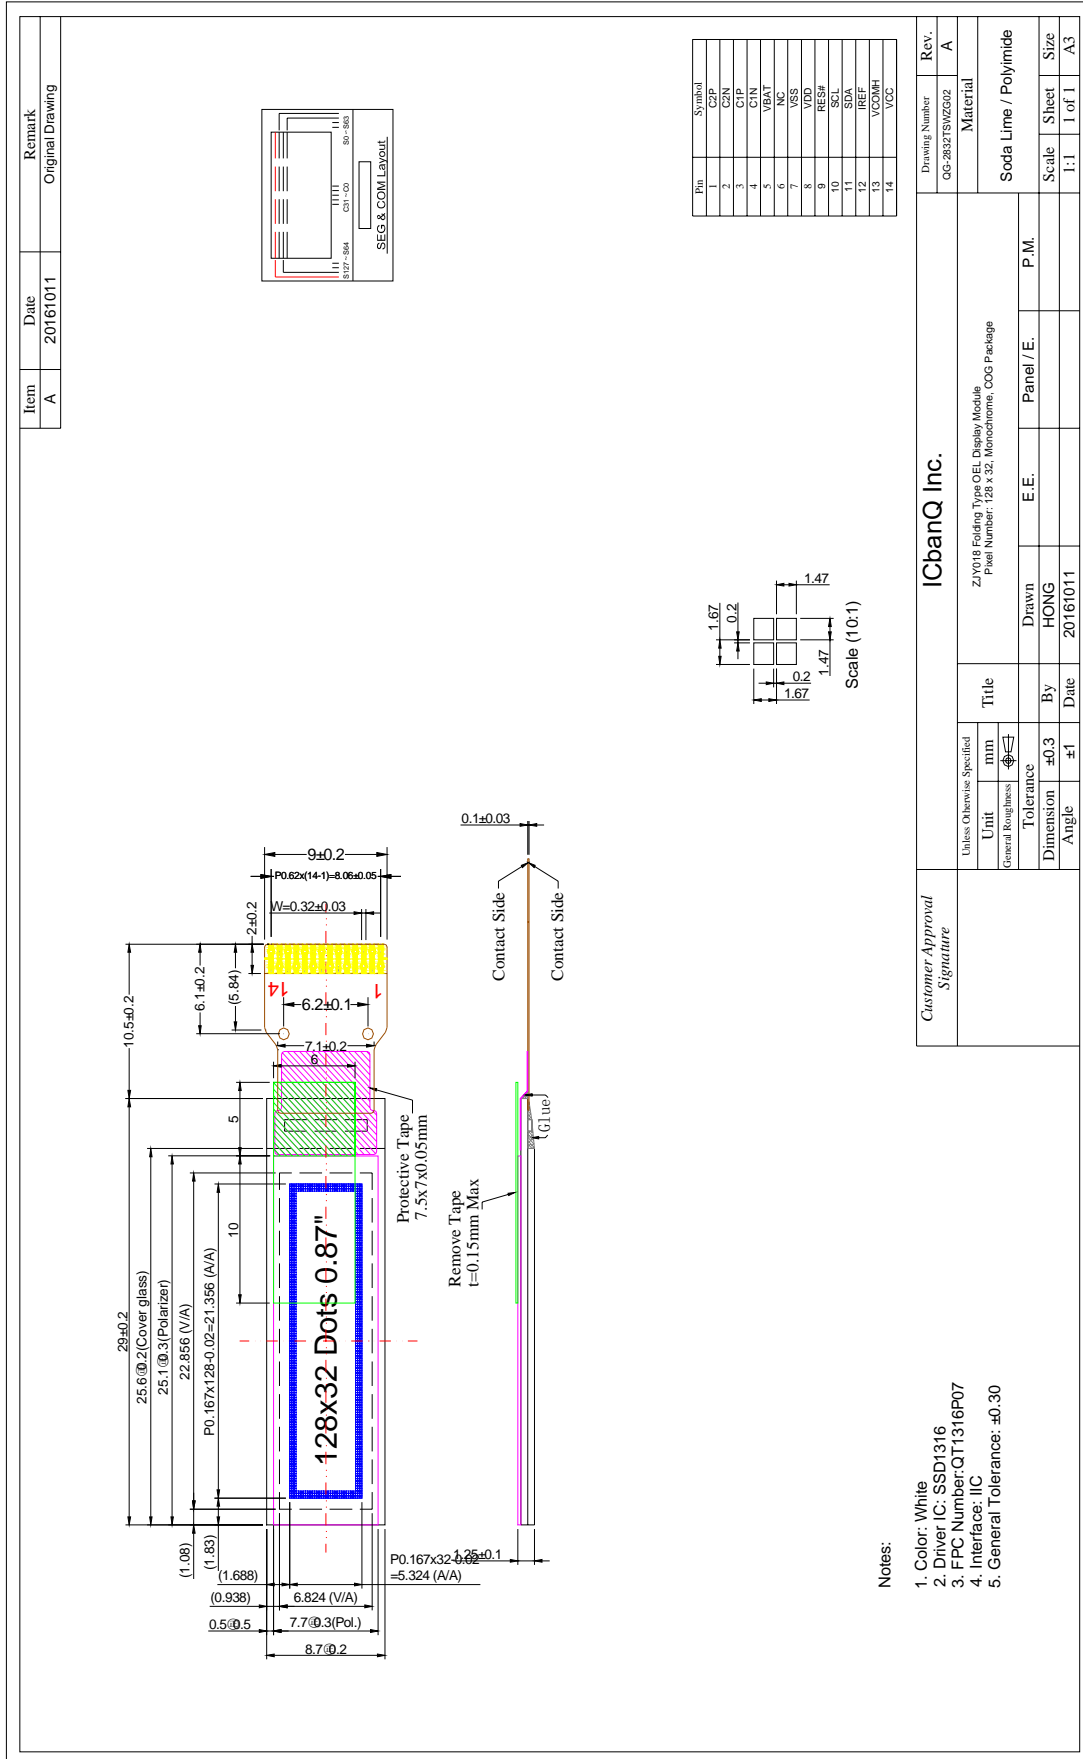 Item Date Remark
A 20161011 Original Drawing
S127~S64 C31~C0 S0~S63
SEG & COM Layout
Pin Symbol
1 C2P
2 C2N
3 C1P
4 C1N
5 VBAT
6 NC
7 VSS
8 VDD
9 RES#
10 SCL
11 SDA
12 IREF
13 VCOMH
14 VCC
29±0.2
10.5±0.2
25.6@0.2(Cover glass)
6.1±0.2
25.1@0.3(Polarizer)
(5.84)
22.856 (V/A)
2±0.2
P0.167x128-0.02=21.356 (A/A)
(1.08)
(1.83)
10
5
W=0.32±0.03
P0.62x(14-1)=8.06±0.05
9±0.2
14
1
6.2±0.1
7.1±0.2
6
128x32 Dots 0.87"
(1.688)
(0.938)
0.5@0.5
P0.167x32-0.02
=5.324 (A/A)
6.824 (V/A)
7.7@0.3(Pol.)
8.7@0.2
Protective Tape
7.5x7x0.05mm
Remove Tape
t=0.15mm Max
Glue
Contact Side
Contact Side
0.1±0.03
1.25±0.1
1.67
0.2
1.47
0.2
1.67
1.47
Scale (10:1)
Notes:
1. Color: White
2. Driver IC: SSD1316
3. FPC Number:QT1316P07
4. Interface: IIC
5. General Tolerance: ±0.30
Customer Approval
Signature
ICbanQ Inc.
Drawing Number Rev.
QG-2832TSWZG02 A
Unless Otherwise Specified
Unit mm
General Roughness
Tolerance
Dimension ±0.3
Angle ±1
Title
ZJY018 Folding Type OEL Display Module
Pixel Number: 128 x 32, Monochrome, COG Package
Material
Soda Lime / Polyimide
Drawn E.E. Panel / E. P.M.
By HONG
Date 20161011
Scale Sheet Size
1:1 1 of 1 A3